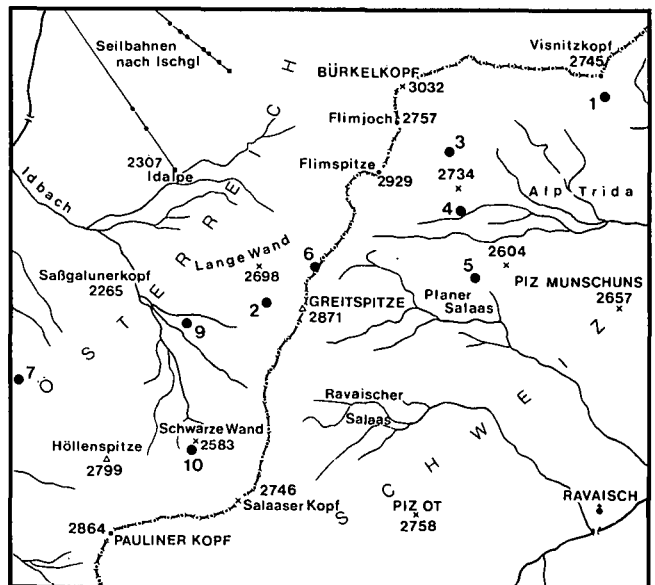 Seilbahnen
nach Ischgl
Visnitzkopf
2745
BÜRKELKOPF
3032
1
Flimjoch 2757
3
2307
Idalpe
Flimspitze
2929
2734
Alp Trida
Idbach
4
Lange Wand
2698
6
2604
5
PIZ MUNSCHUNS
2657
Saßgalunerkopf
2265
2
GREITSPITZE
2871
Planer
Salaas
9
7
ÖSTERREICH
Ravaischer
Salaas
SCHWEIZ
Schwarze Wand
2583
10
Höllenspitze
2799
2746
Salaaser Kopf
PIZ OT
2758
RAVAISCH
2864
PAULINER KOPF